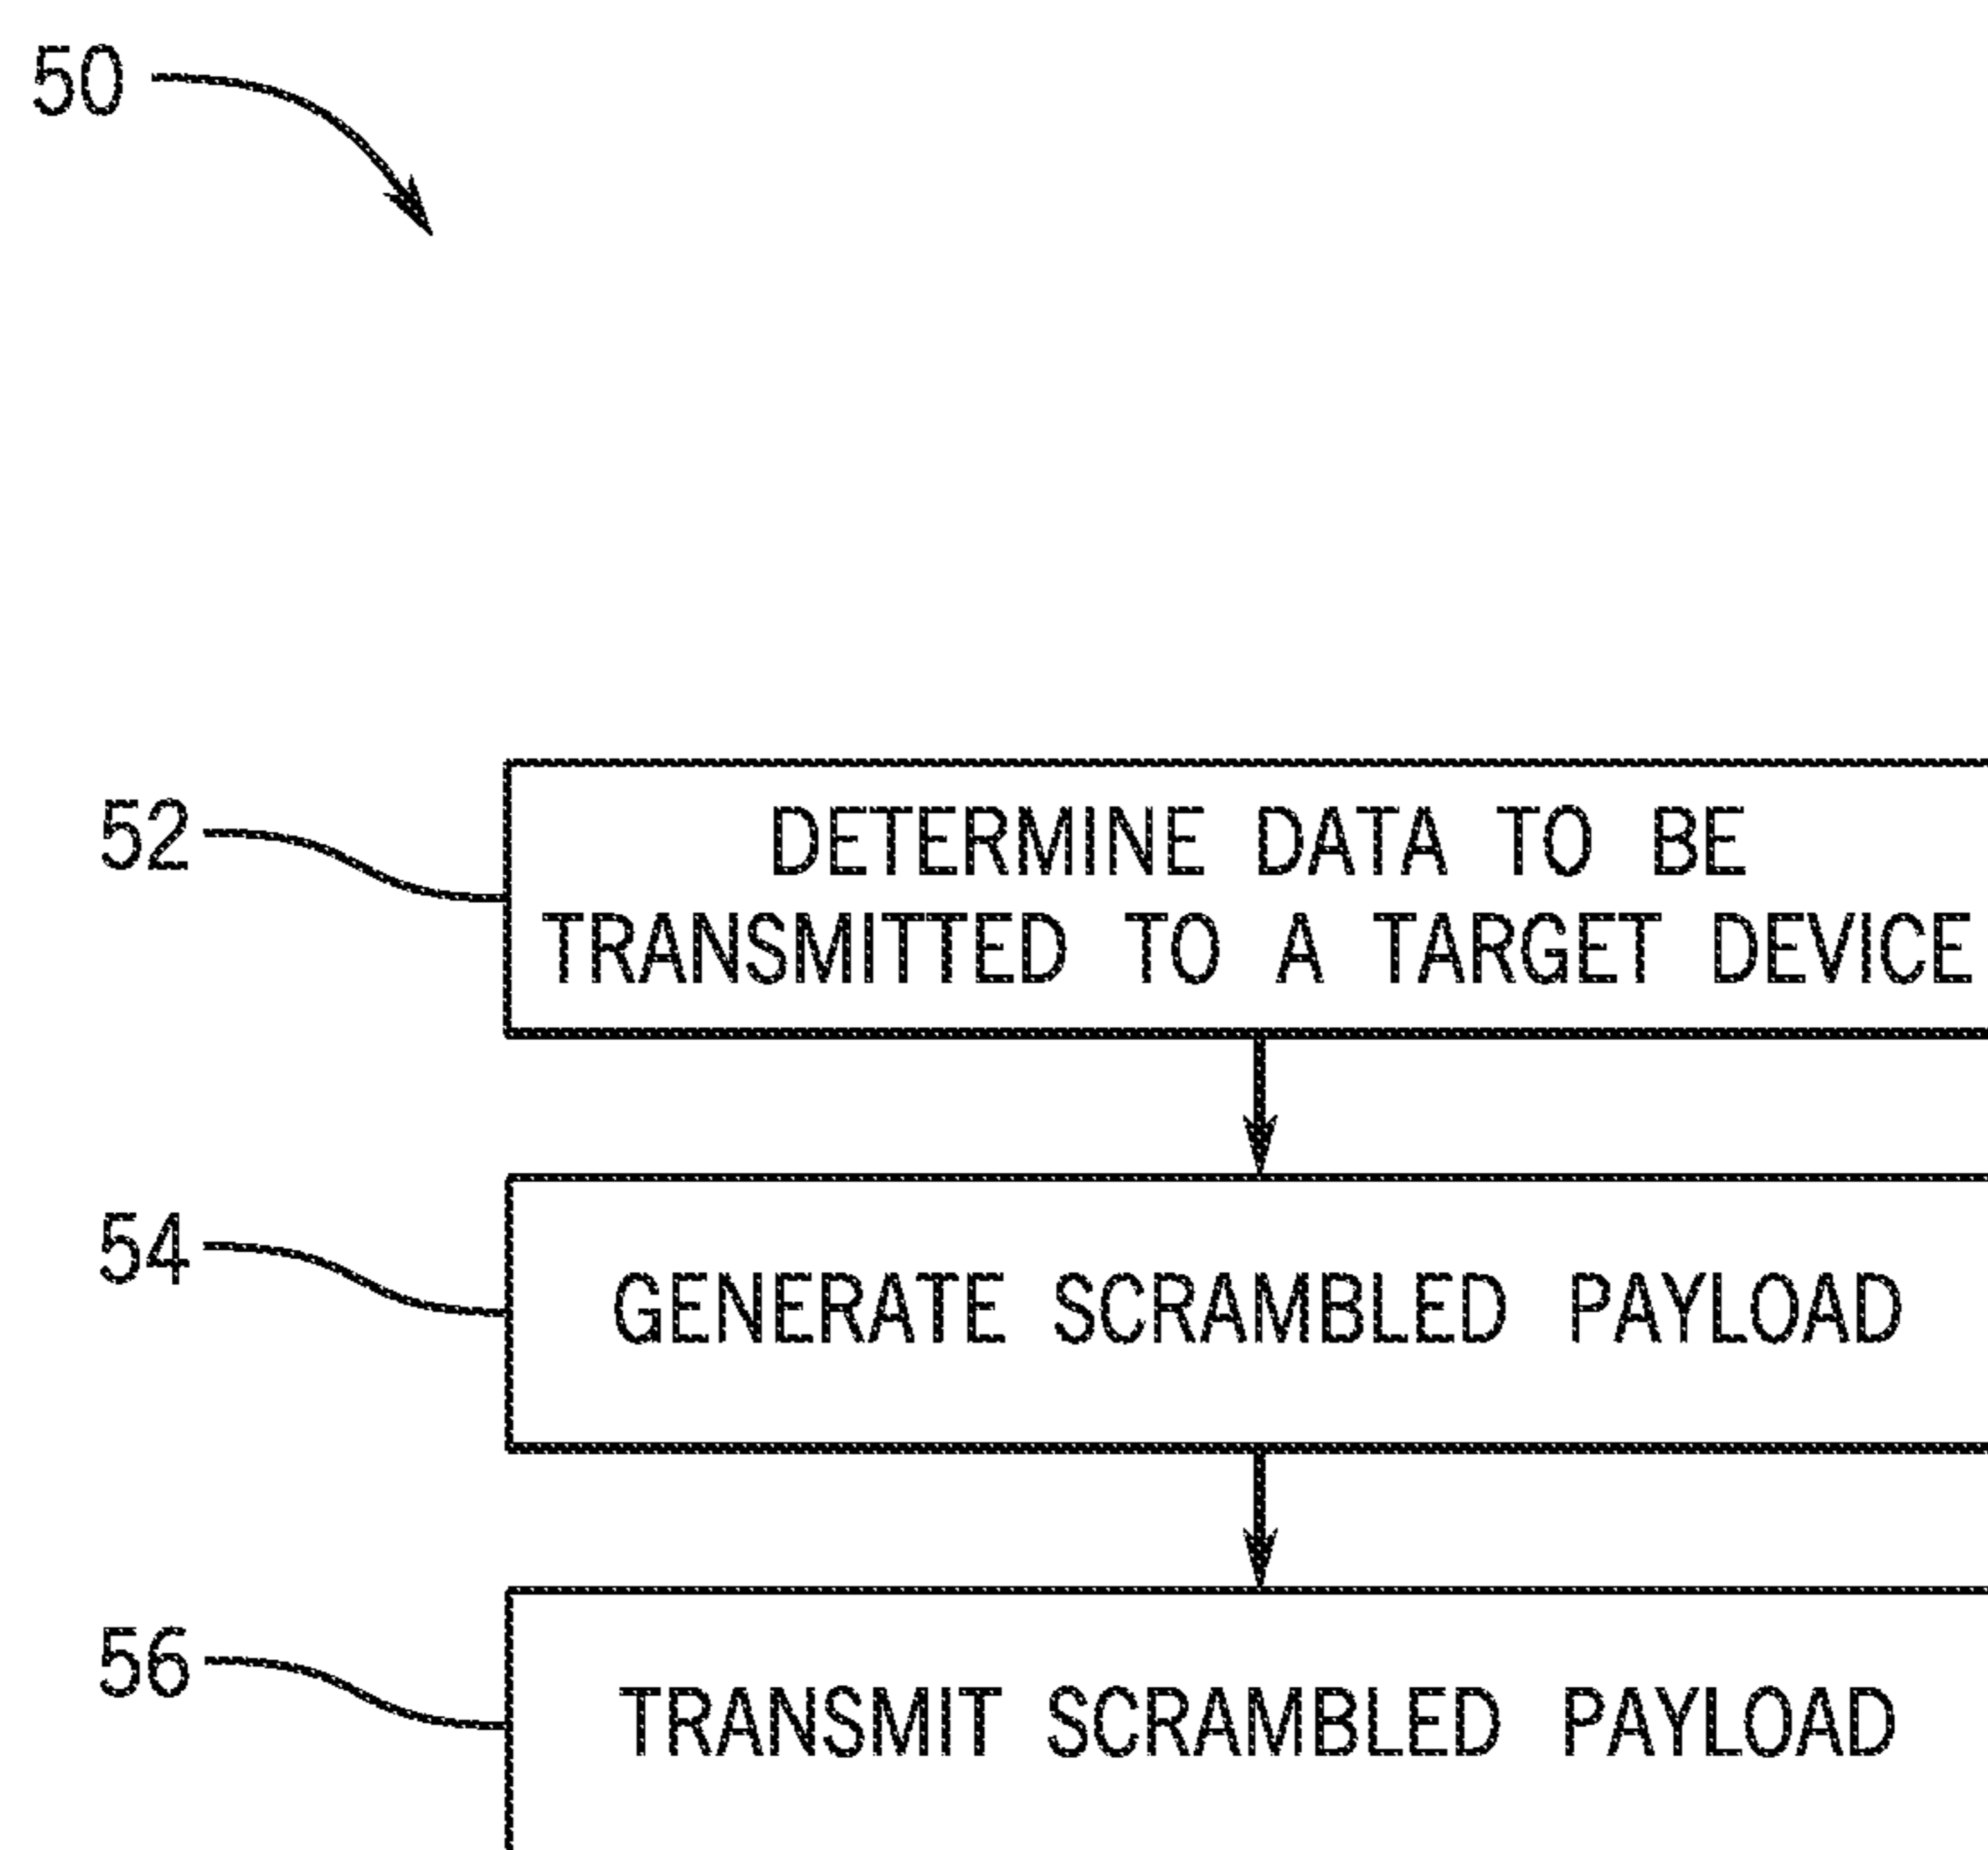 50
52
DETERMINE DATA TO BE
TRANSMITTED TO A TARGET DEVICE
54
GENERATE SCRAMBLED PAYLOAD
56
TRANSMIT SCRAMBLED PAYLOAD